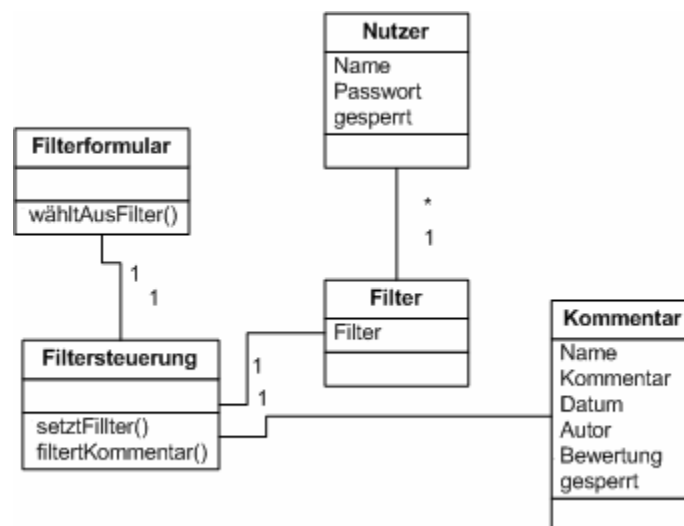 Nutzer
Name
Passwort
gesperrt
Filterformular
wähltAusFilter()
*
1
1
1
Filter
Filter
Filtersteuerung
setztFillter()
filtertKommentar()
1
1
Kommentar
Name
Kommentar
Datum
Autor
Bewertung
gesperrt